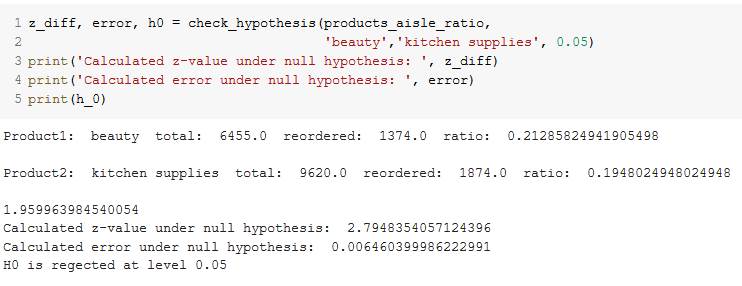 1 z_diff, error, h0 = check_hypothesis(products_aisle_ratio,
2 'beauty','kitchen supplies', 0.05)
3 print('Calculated z-value under null hypothesis: ', z_diff)
4 print('Calculated error under null hypothesis: ', error)
5 print(h_0)
Product1: beauty total: 6455.0 reordered: 1374.0 ratio: 0.21285824941905498
Product2: kitchen supplies total: 9620.0 reordered: 1874.0 ratio: 0.1948024948024948
1.959963984540054
Calculated z-value under null hypothesis: 2.7948354057124396
Calculated error under null hypothesis: 0.006460399986222991
H0 is regected at level 0.05